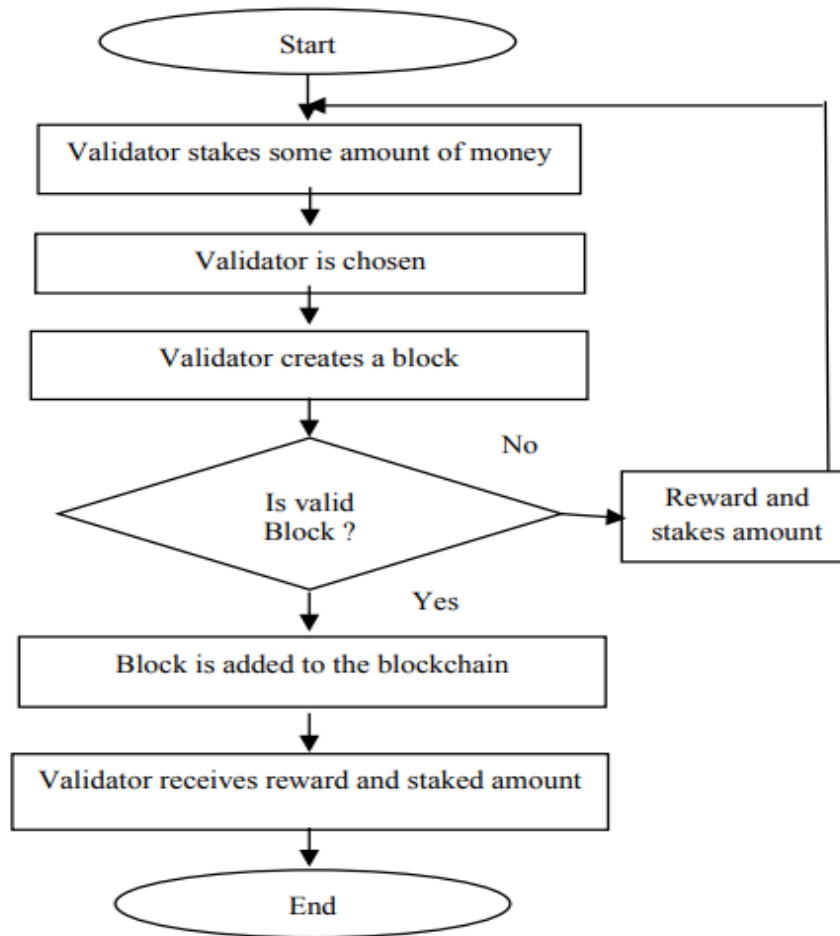 Start
Validator stakes some amount of money
Validator is chosen
Validator creates a block
No
Is valid
Block ?
Reward and
stakes amount
Yes
Block is added to the blockchain
Validator receives reward and staked amount
End